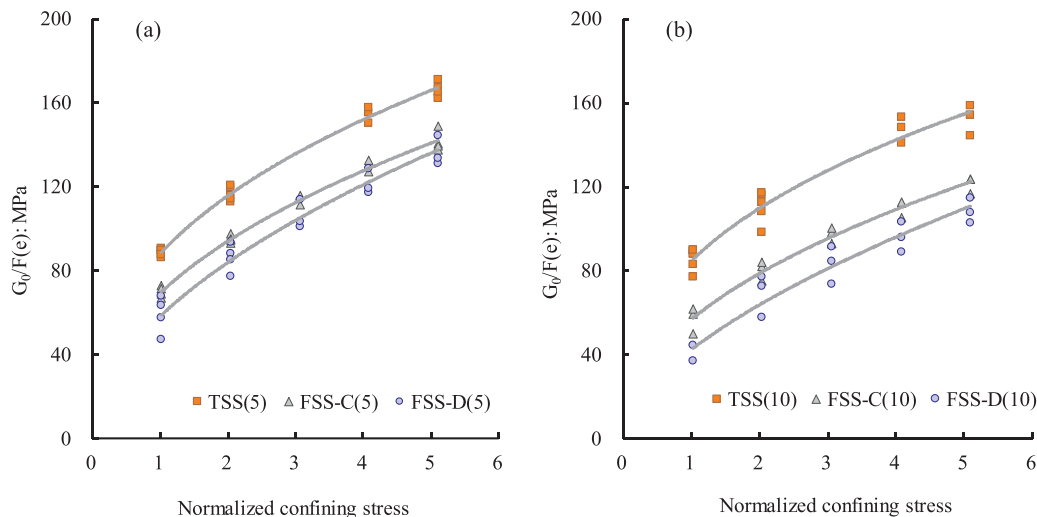 (a)
200
160
120
80
40
0
G₀/F(e): MPa
TSS(5) FSS-C(5) FSS-D(5)
0 1 2 3 4 5 6
Normalized confining stress
(b)
200
160
120
80
40
0
G₀/F(e): MPa
TSS(10) FSS-C(10) FSS-D(10)
0 1 2 3 4 5 6
Normalized confining stress